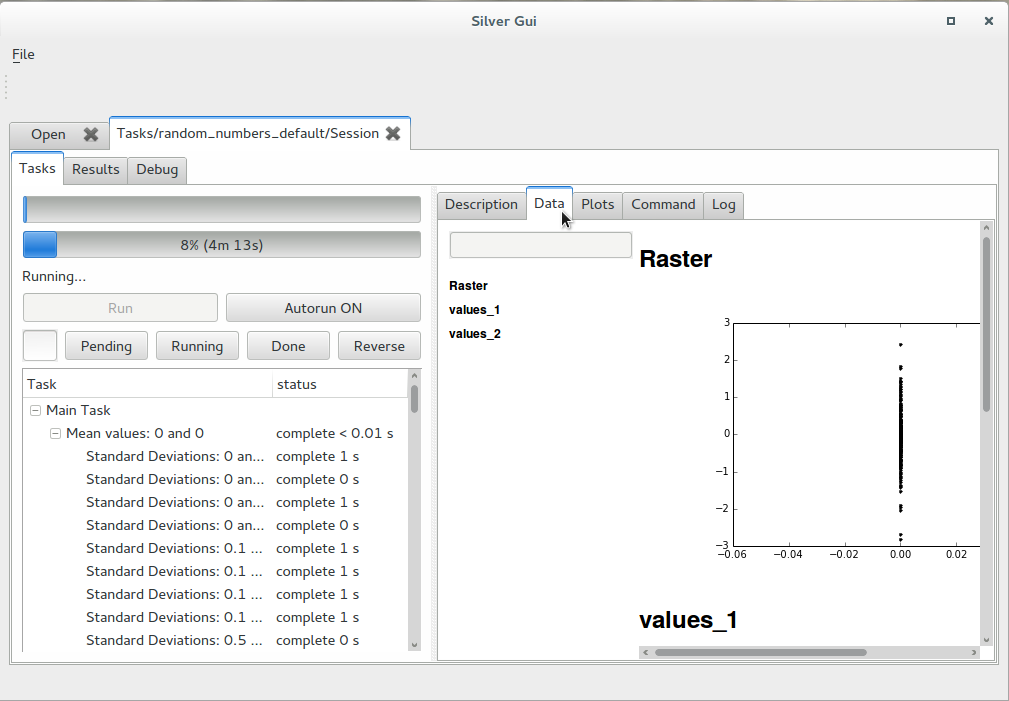 Silver Gui
File
Open
Tasks/random_numbers_default/Session
Tasks
Results
Debug
8% (4m 13s)
Running...
Run
Autorun ON
Pending
Running
Done
Reverse
Task status
Main Task
Mean values: 0 and 0 complete < 0.01 s
Standard Deviations: 0 an... complete 1 s
Standard Deviations: 0 an... complete 0 s
Standard Deviations: 0 an... complete 1 s
Standard Deviations: 0 an... complete 0 s
Standard Deviations: 0.1 ... complete 1 s
Standard Deviations: 0.1 ... complete 1 s
Standard Deviations: 0.1 ... complete 1 s
Standard Deviations: 0.1 ... complete 1 s
Standard Deviations: 0.5 ... complete 0 s
Description
Data
Plots
Command
Log
Raster
values_1
values_2
Raster
3
2
1
0
−1
−2
−3
−0.06 −0.04 −0.02 0.00 0.02
values_1